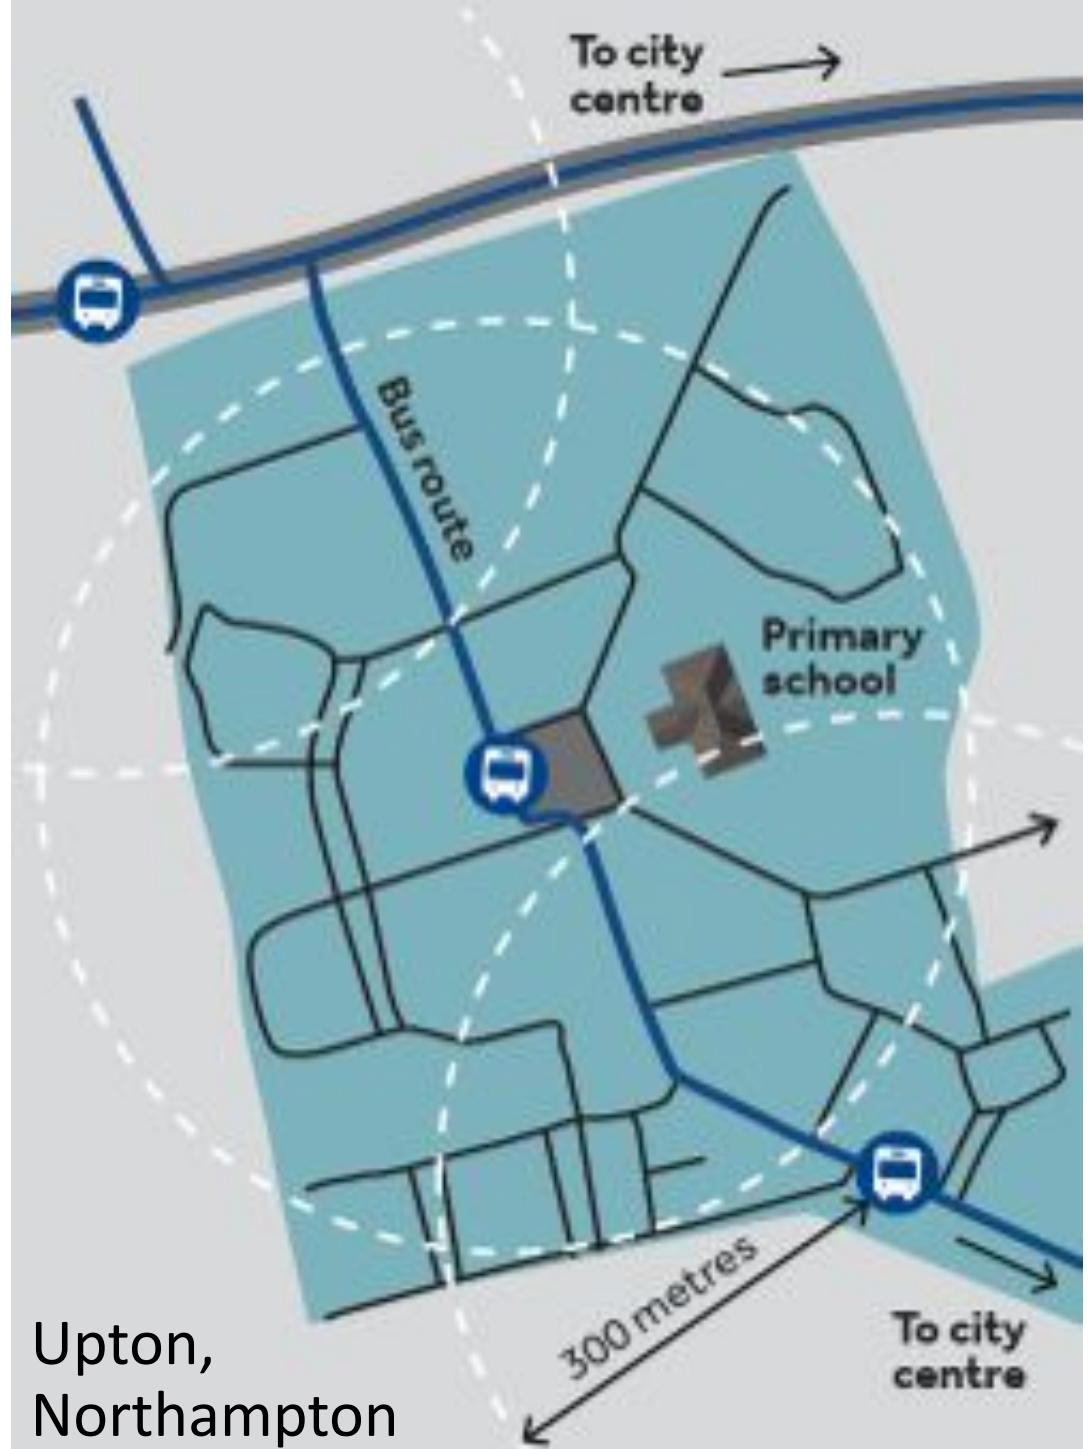 To city
centre
Bus route
Primary
school
300 metres
To city
centre
Upton,
Northampton